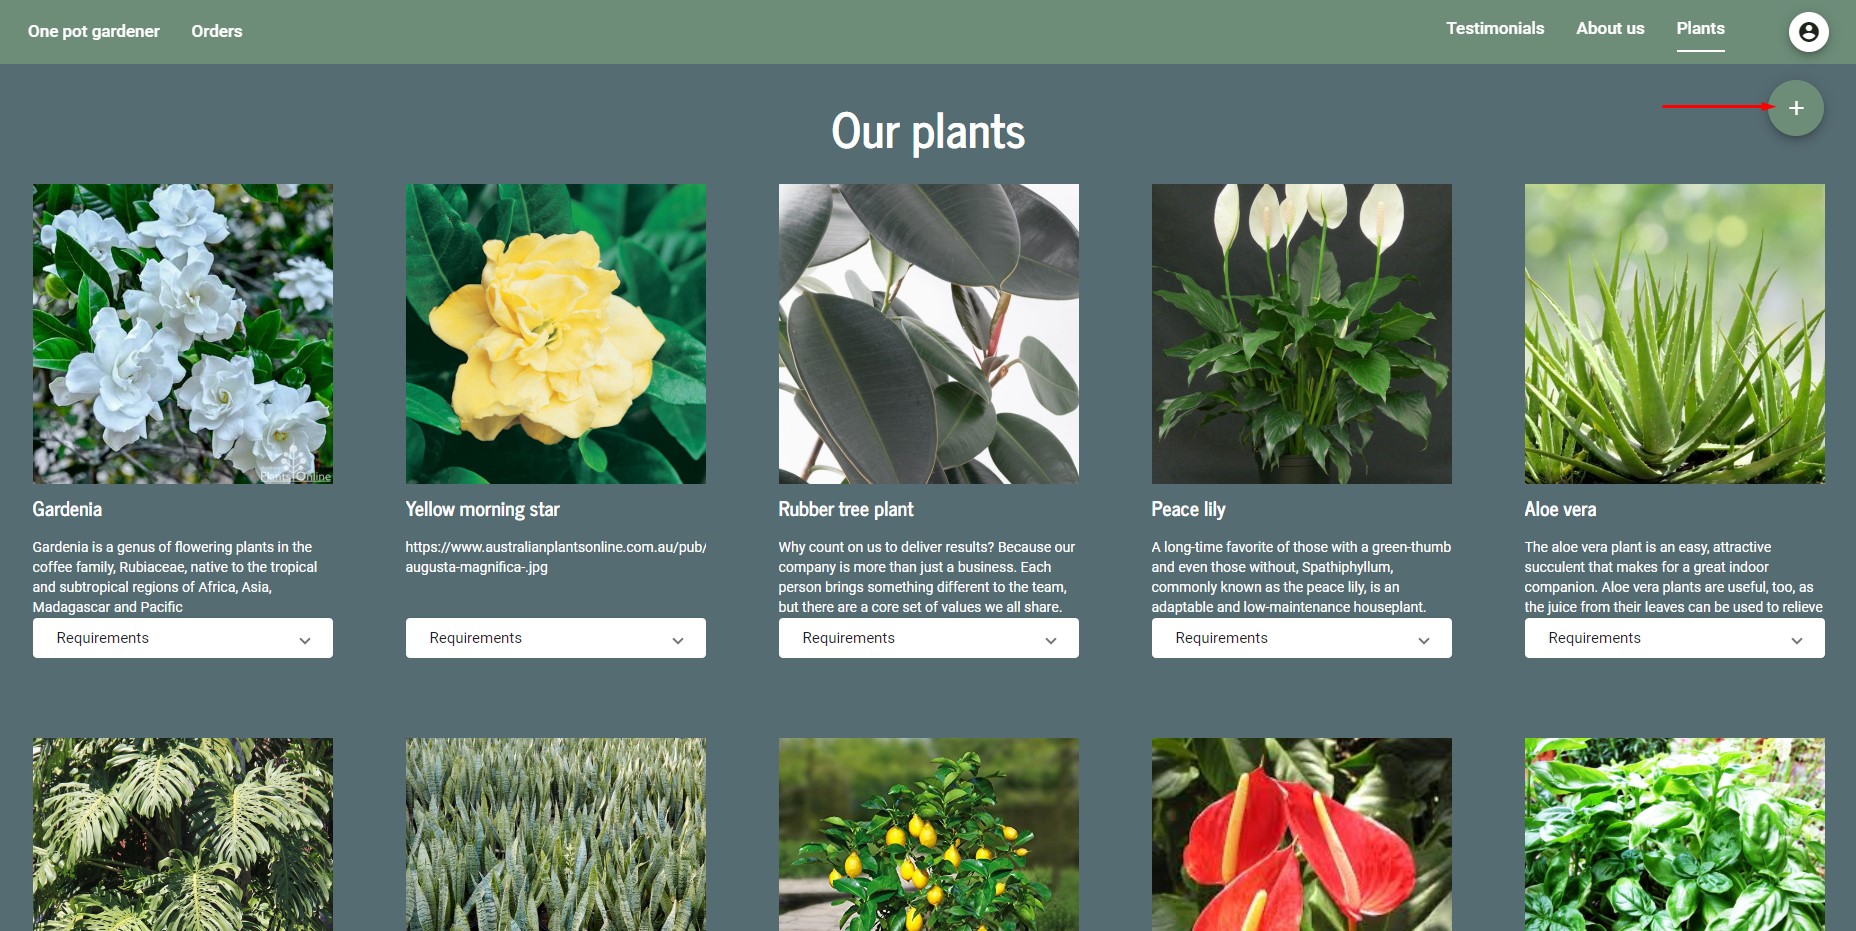 One pot gardener
Orders
Testimonials
About us
Plants
+
Our plants
Plants Online
Gardenia
Gardenia is a genus of flowering plants in the
coffee family, Rubiaceae, native to the tropical
and subtropical regions of Africa, Asia,
Madagascar and Pacific
Requirements
Yellow morning star
https://www.australianplantsonline.com.au/pub/
augusta-magnifica-.jpg
Requirements
Rubber tree plant
Why count on us to deliver results? Because our
company is more than just a business. Each
person brings something different to the team,
but there are a core set of values we all share.
Requirements
Peace lily
A long-time favorite of those with a green-thumb
and even those without, Spathiphyllum,
commonly known as the peace lily, is an
adaptable and low-maintenance houseplant.
Requirements
Aloe vera
The aloe vera plant is an easy, attractive
succulent that makes for a great indoor
companion. Aloe vera plants are useful, too, as
the juice from their leaves can be used to relieve
Requirements